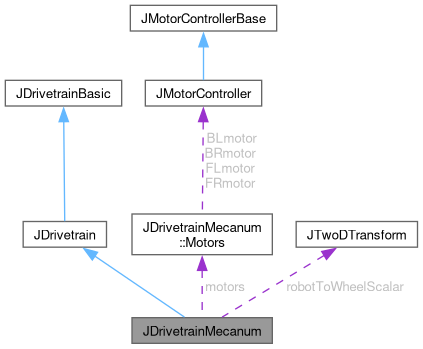 JMotorControllerBase
JDrivetrainBasic
JMotorController
BLmotor
BRmotor
FLmotor
FRmotor
JDrivetrain
JDrivetrainMecanum
::Motors
JTwoDTransform
motors
robotToWheelScalar
JDrivetrainMecanum